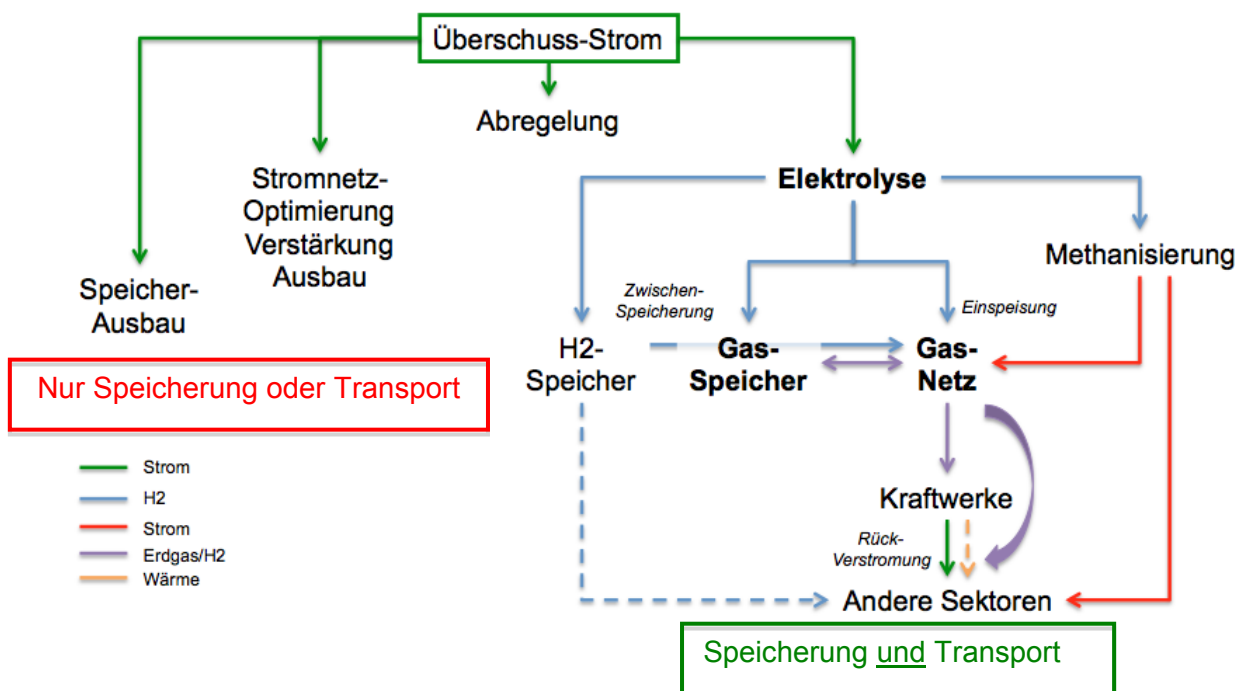 Überschuss-Strom
Abregelung
Stromnetz-
Optimierung
Verstärkung
Ausbau
Speicher-
Ausbau
Nur Speicherung oder Transport
Elektrolyse
Methanisierung
Zwischen-
Speicherung
Einspeisung
H2-
Speicher
Gas-
Speicher
Gas-
Netz
Kraftwerke
Rück-
Verstromung
Andere Sektoren
Speicherung und Transport
Strom
H2
Strom
Erdgas/H2
Wärme